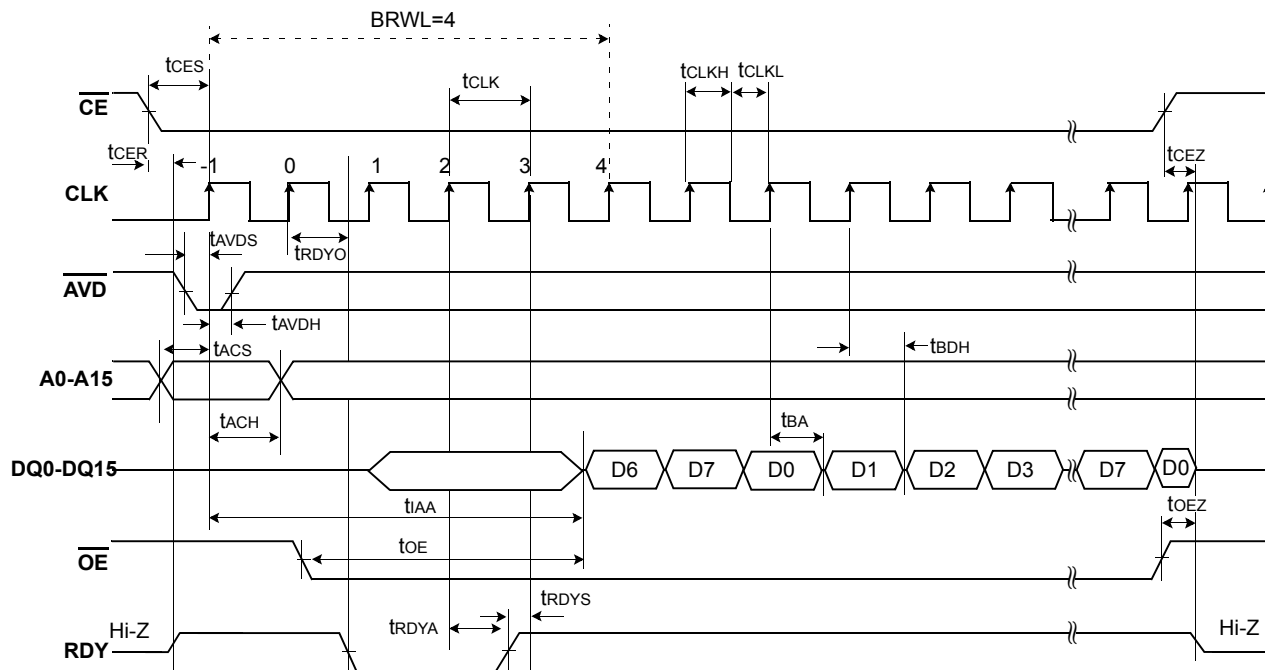 BRWL=4
tCES
tCLK
tCLKH
tCLKL
CE
tCER
-1
0
1
2
3
4
tCEZ
CLK
tAVDS
tRDYO
AVD
tAVDH
tACS
tBDH
A0-A15
tACH
tBA
DQ0-DQ15
D6
D7
D0
D1
D2
D3
D7
D0
tIAA
tOEZ
tOE
OE
tRDYS
tRDYA
Hi-Z
Hi-Z
RDY